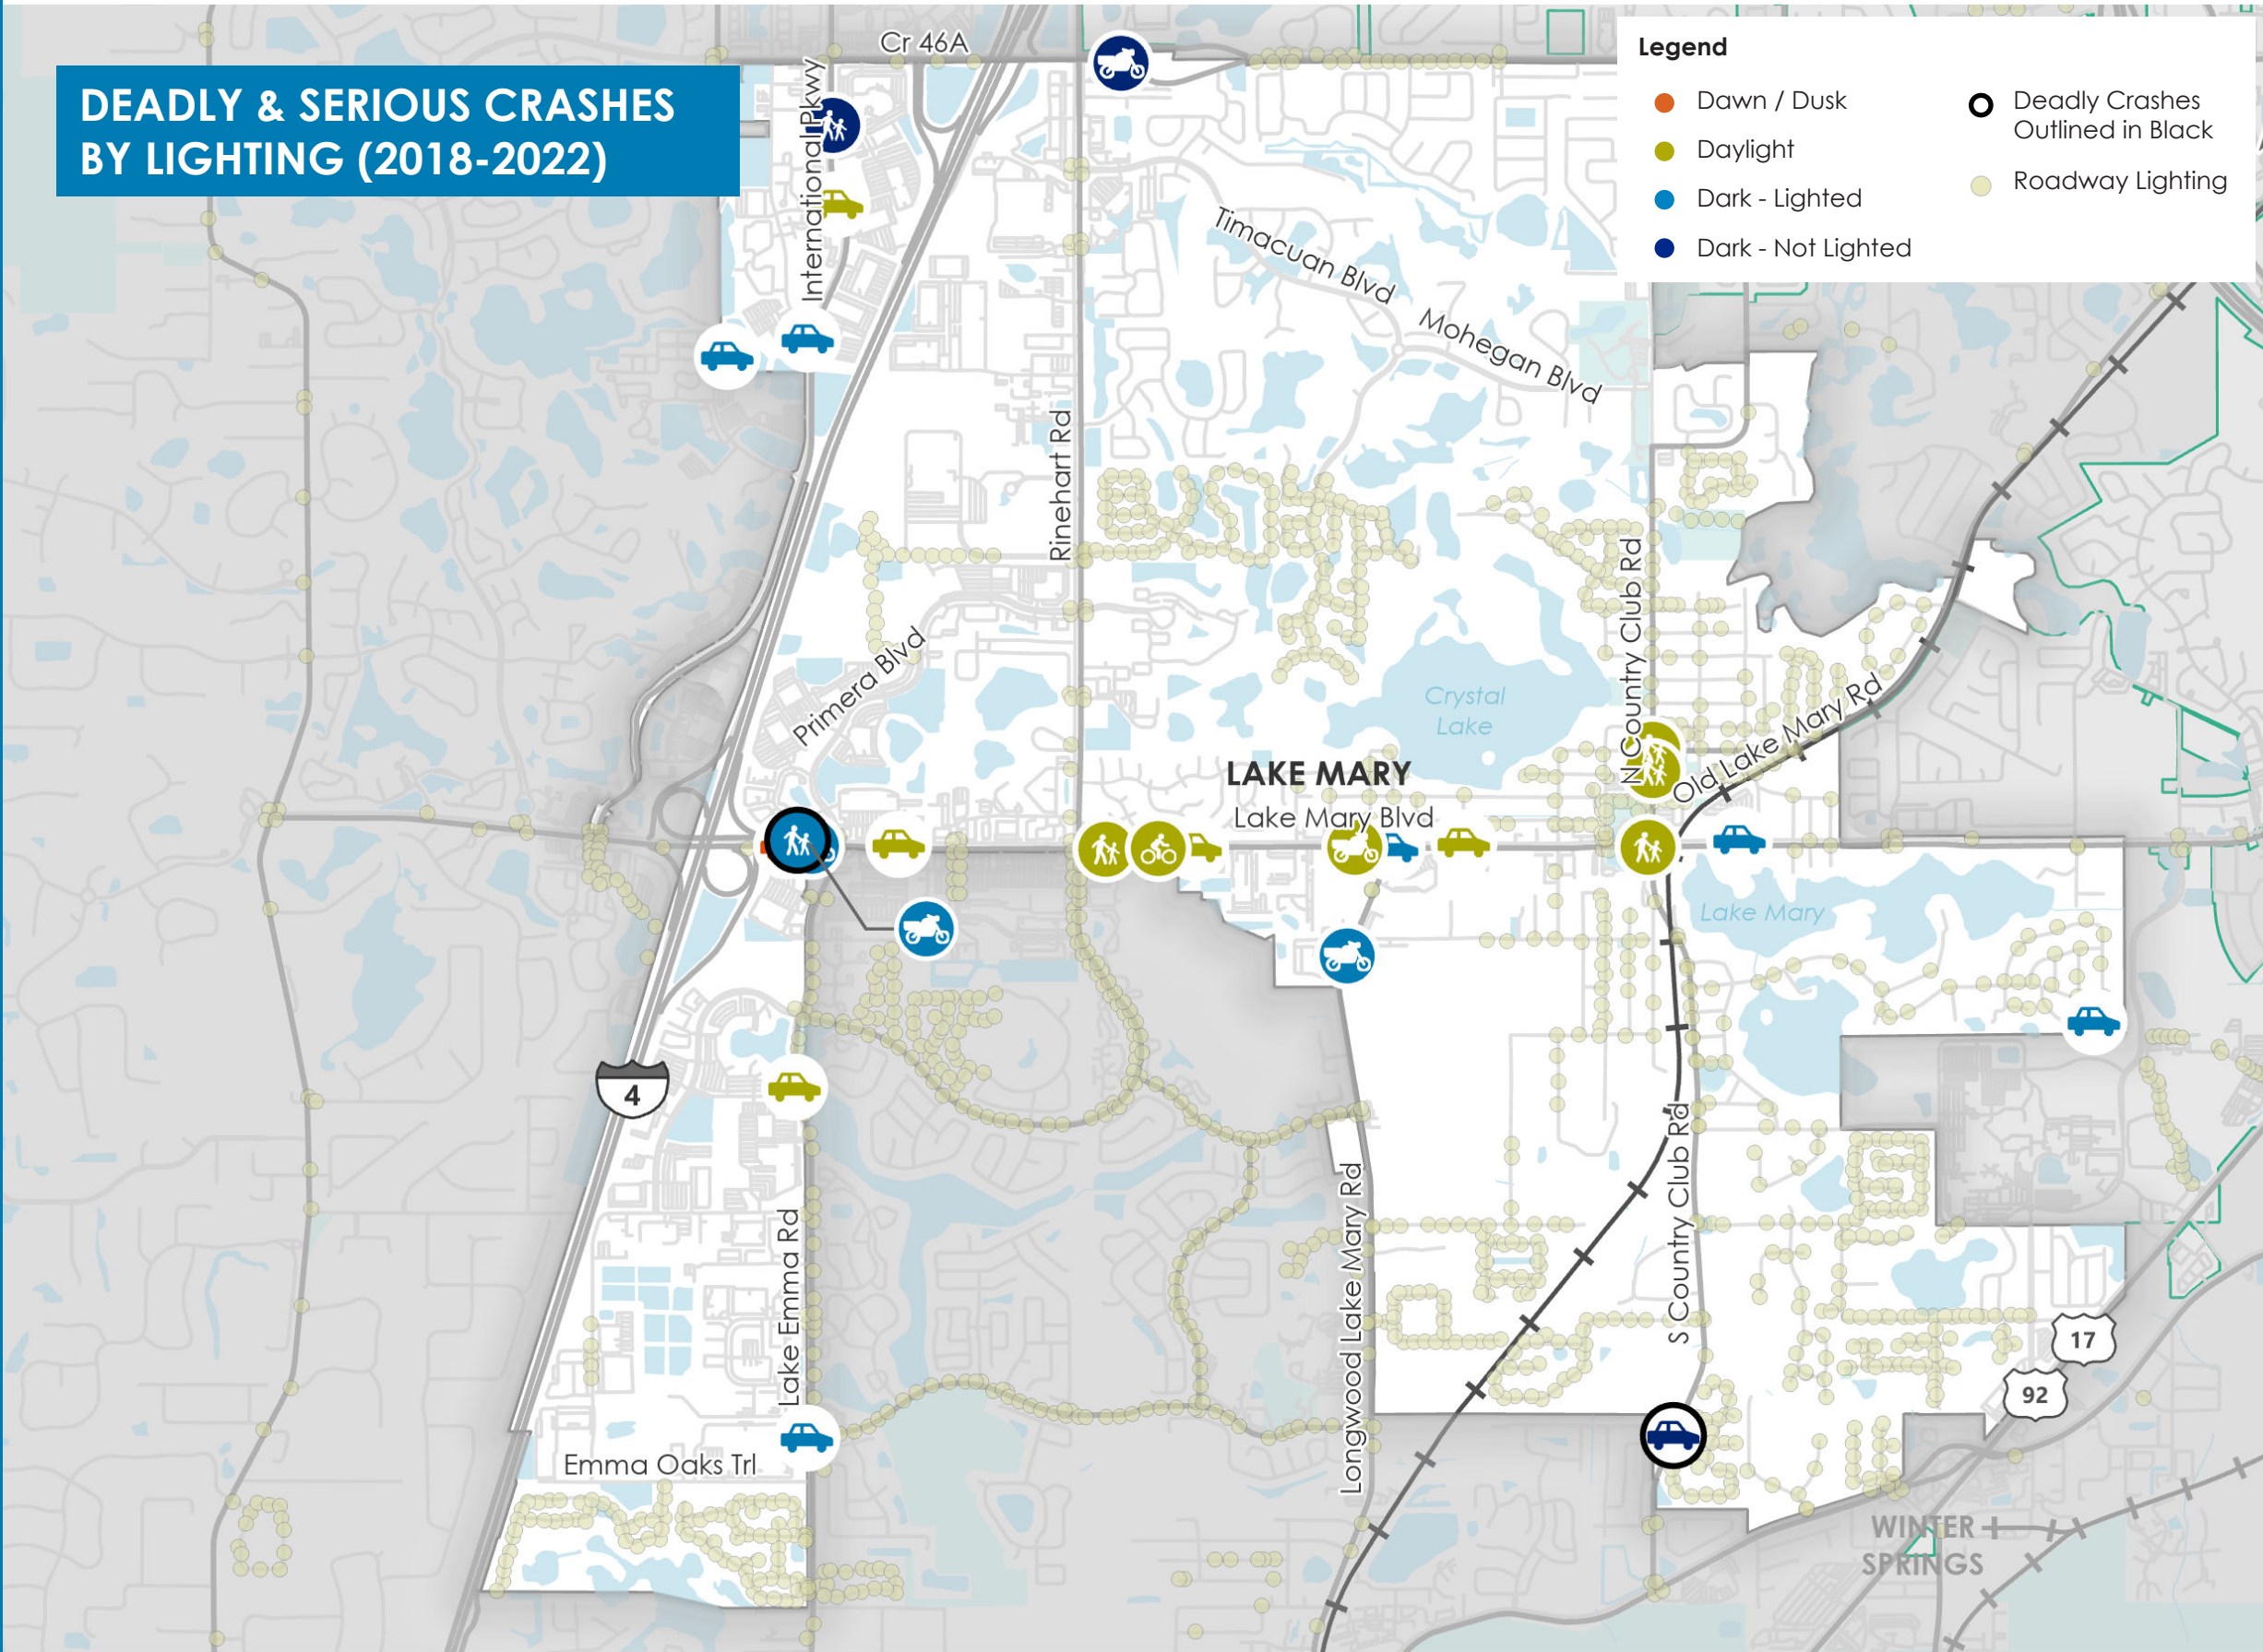 DEADLY & SERIOUS CRASHES
BY LIGHTING (2018-2022)
Legend
Dawn / Dusk
Daylight
Dark - Lighted
Dark - Not Lighted
Deadly Crashes
Outlined in Black
Roadway Lighting
Cr 46A
International Pkwy
Timacuan Blvd
Mohegan Blvd
Rinehart Rd
N Country Club Rd
Primera Blvd
Crystal
Lake
Old Lake Mary Rd
LAKE MARY
Lake Mary Blvd
Lake Mary
4
S Country Club Rd
Longwood Lake Mary Rd
Lake Emma Rd
17
92
Emma Oaks Trl
WINTER
SPRINGS